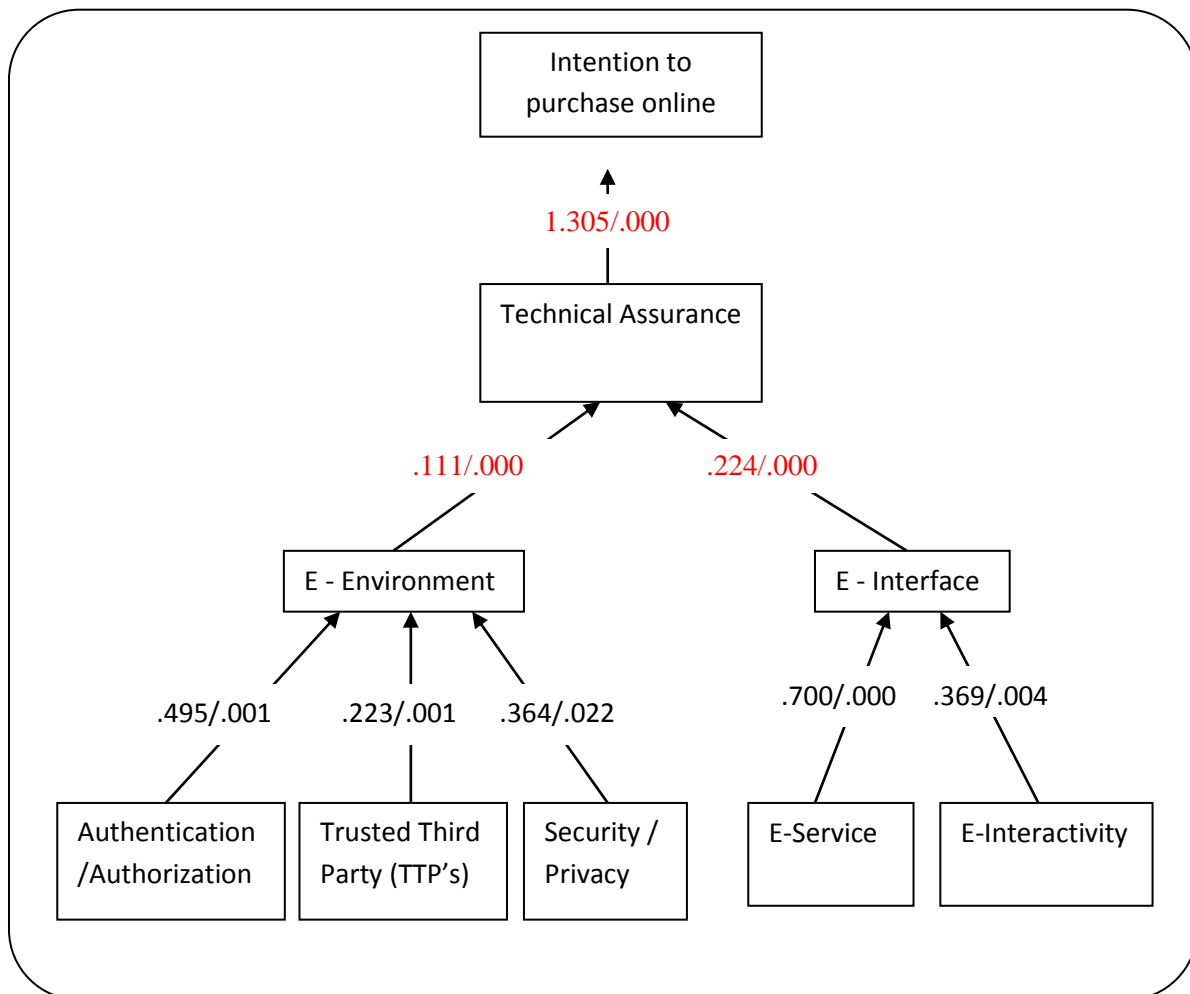 Intention to
purchase online
1.305/.000
Technical Assurance
.111/.000
.224/.000
E - Environment
E - Interface
.495/.001
.223/.001
.364/.022
.700/.000
.369/.004
Authentication
/Authorization
Trusted Third
Party (TTP’s)
Security /
Privacy
E-Service
E-Interactivity